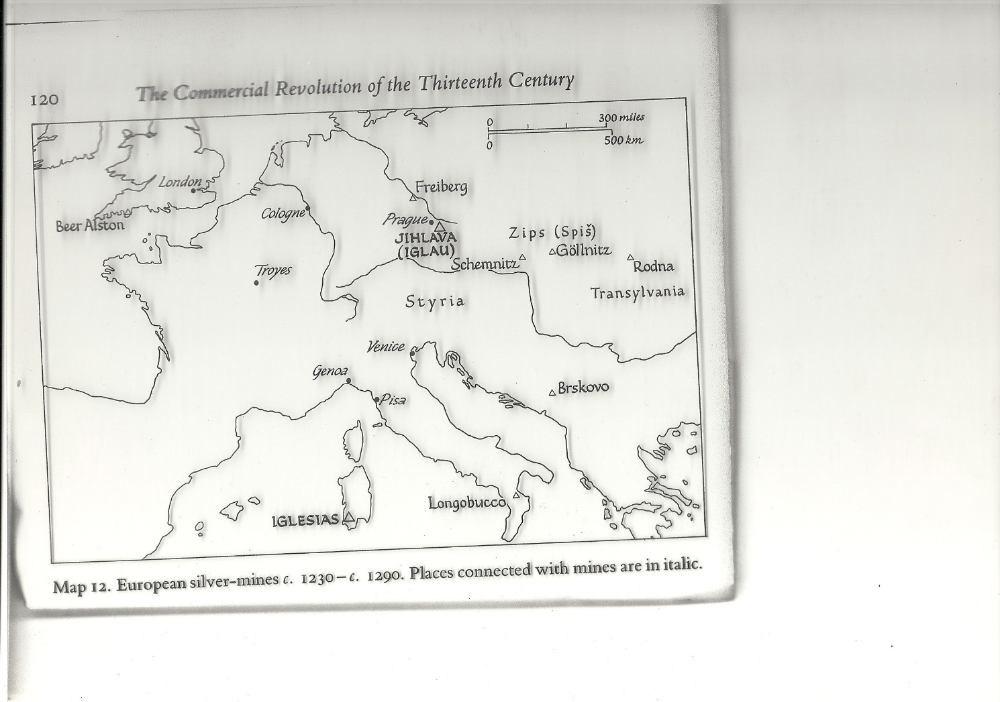 120
The Commercial Revolution of the Thirteenth Century
0
300 miles
0
500 km
London
Freiberg
Beer Alston
Cologne
Prague
JIHLAVA
(IGLAU)
Zips (Spiš)
Göllnitz
Schemnitz
Rodna
Troyes
Transylvania
Styria
Venice
Genoa
Brskovo
Pisa
Longobucco
IGLESIAS
Map 12. European silver-mines c. 1230–c. 1290. Places connected with mines are in italic.